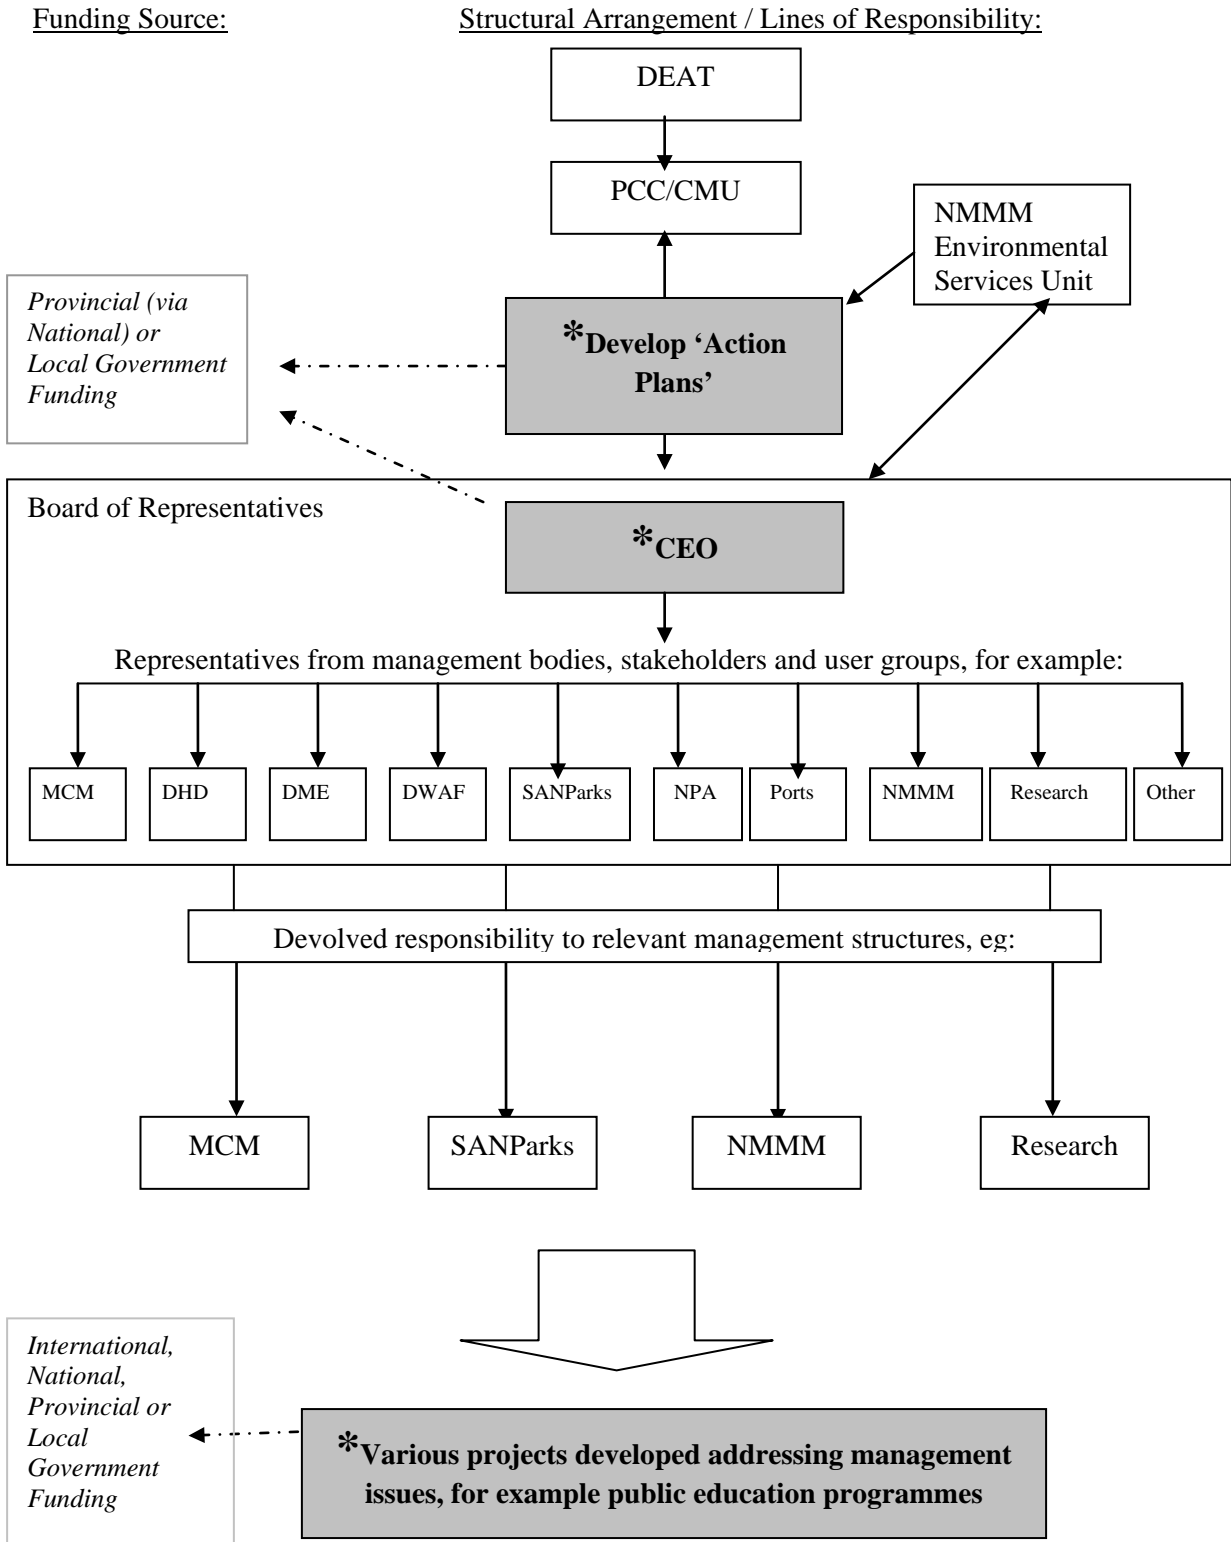 Funding Source:
Structural Arrangement / Lines of Responsibility:
DEAT
PCC/CMU
NMMM
Environmental
Services Unit
Provincial (via
National) or
Local Government
Funding
*Develop ‘Action
Plans’
Board of Representatives
*CEO
Representatives from management bodies, stakeholders and user groups, for example:
MCM
DHD
DME
DWAF
SANParks
NPA
Ports
NMMM
Research
Other
Devolved responsibility to relevant management structures, eg:
MCM
SANParks
NMMM
Research
International,
National,
Provincial or
Local
Government
Funding
*Various projects developed addressing management
issues, for example public education programmes